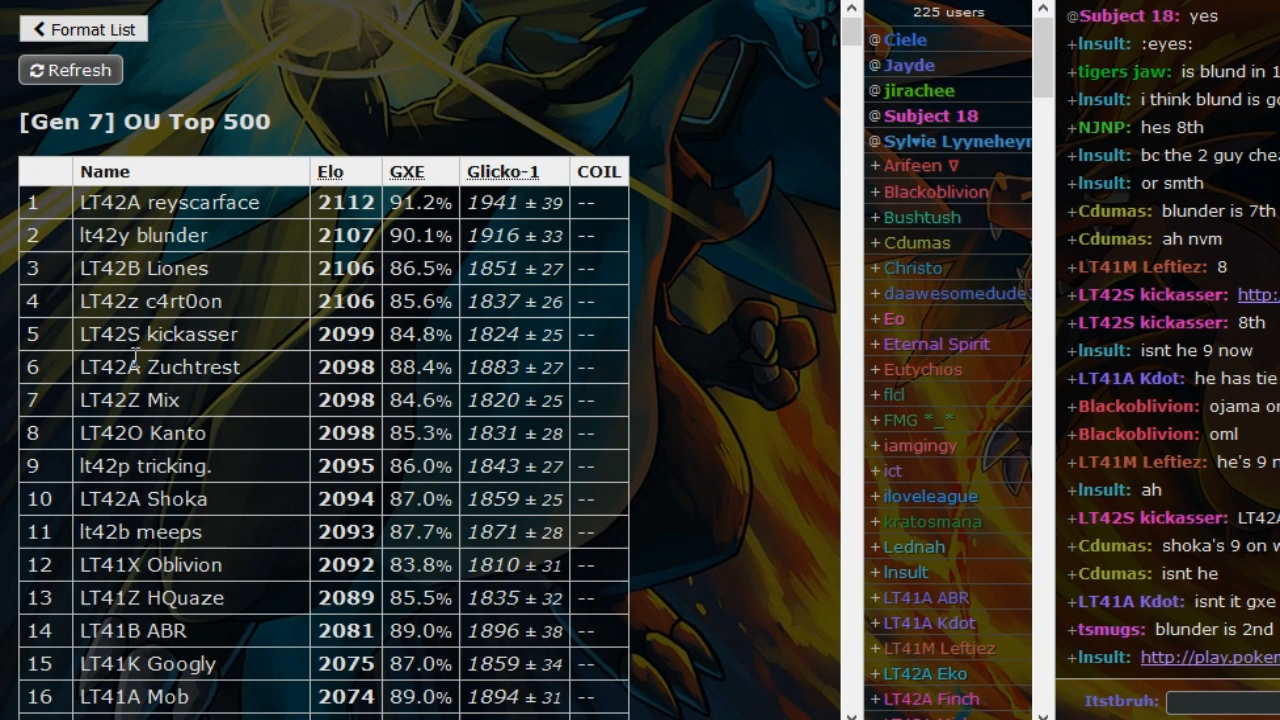 Format List
Refresh
[Gen 7] OU Top 500
Name Elo GXE Glicko-1 COIL
1 LT42A reyscarface 2112 91.2% 1941 ± 39 --
2 lt42y blunder 2107 90.1% 1916 ± 33 --
3 LT42B Liones 2106 86.5% 1851 ± 27 --
4 LT42z c4rt0on 2106 85.6% 1837 ± 26 --
5 LT42S kickasser 2099 84.8% 1824 ± 25 --
6 LT42A Zuchtrest 2098 88.4% 1883 ± 27 --
7 LT42Z Mix 2098 84.6% 1820 ± 25 --
8 LT42O Kanto 2098 85.3% 1831 ± 28 --
9 lt42p tricking. 2095 86.0% 1843 ± 27 --
10 LT42A Shoka 2094 87.0% 1859 ± 25 --
11 lt42b meeps 2093 87.7% 1871 ± 28 --
12 LT41X Oblivion 2092 83.8% 1810 ± 31 --
13 LT41Z HQuaze 2089 85.5% 1835 ± 32 --
14 LT41B ABR 2081 89.0% 1896 ± 38 --
15 LT41K Googly 2075 87.0% 1859 ± 34 --
16 LT41A Mob 2074 89.0% 1894 ± 31 --
225 users
@Ciele
@Jayde
@jirachee
@Subject 18
@Sylvie Lyyneheyr
+Arifeen ∇
+Blackoblivion
+Bushtush
+Cdumas
+Christo
+daawesomedude
+Eo
+Eternal Spirit
+Eutychios
+flcl
+FMG *_*
+iamgingy
+ict
+iloveleague
+kratosmana
+Lednah
+Insult
+LT41A ABR
+LT41A Kdot
+LT41M Leftiez
+LT42A Eko
+LT42A Finch
@Subject 18: yes
+Insult: :eyes:
+tigers jaw: is blund in 1
+Insult: i think blund is go
+NJNP: hes 8th
+Insult: bc the 2 guy chea
+Insult: or smth
+Cdumas: blunder is 7th
+Cdumas: ah nvm
+LT41M Leftiez: 8
+LT42S kickasser: http:
+LT42S kickasser: 8th
+Insult: isnt he 9 now
+LT41A Kdot: he has tie
+Blackoblivion: ojama or
+Blackoblivion: oml
+LT41M Leftiez: he's 9 n
+Insult: ah
+LT42S kickasser: LT42A
+Cdumas: shoka's 9 on w
+Cdumas: isnt he
+LT41A Kdot: isnt it gxe
+tsmugs: blunder is 2nd
+Insult: http://play.poken
Itstbruh: